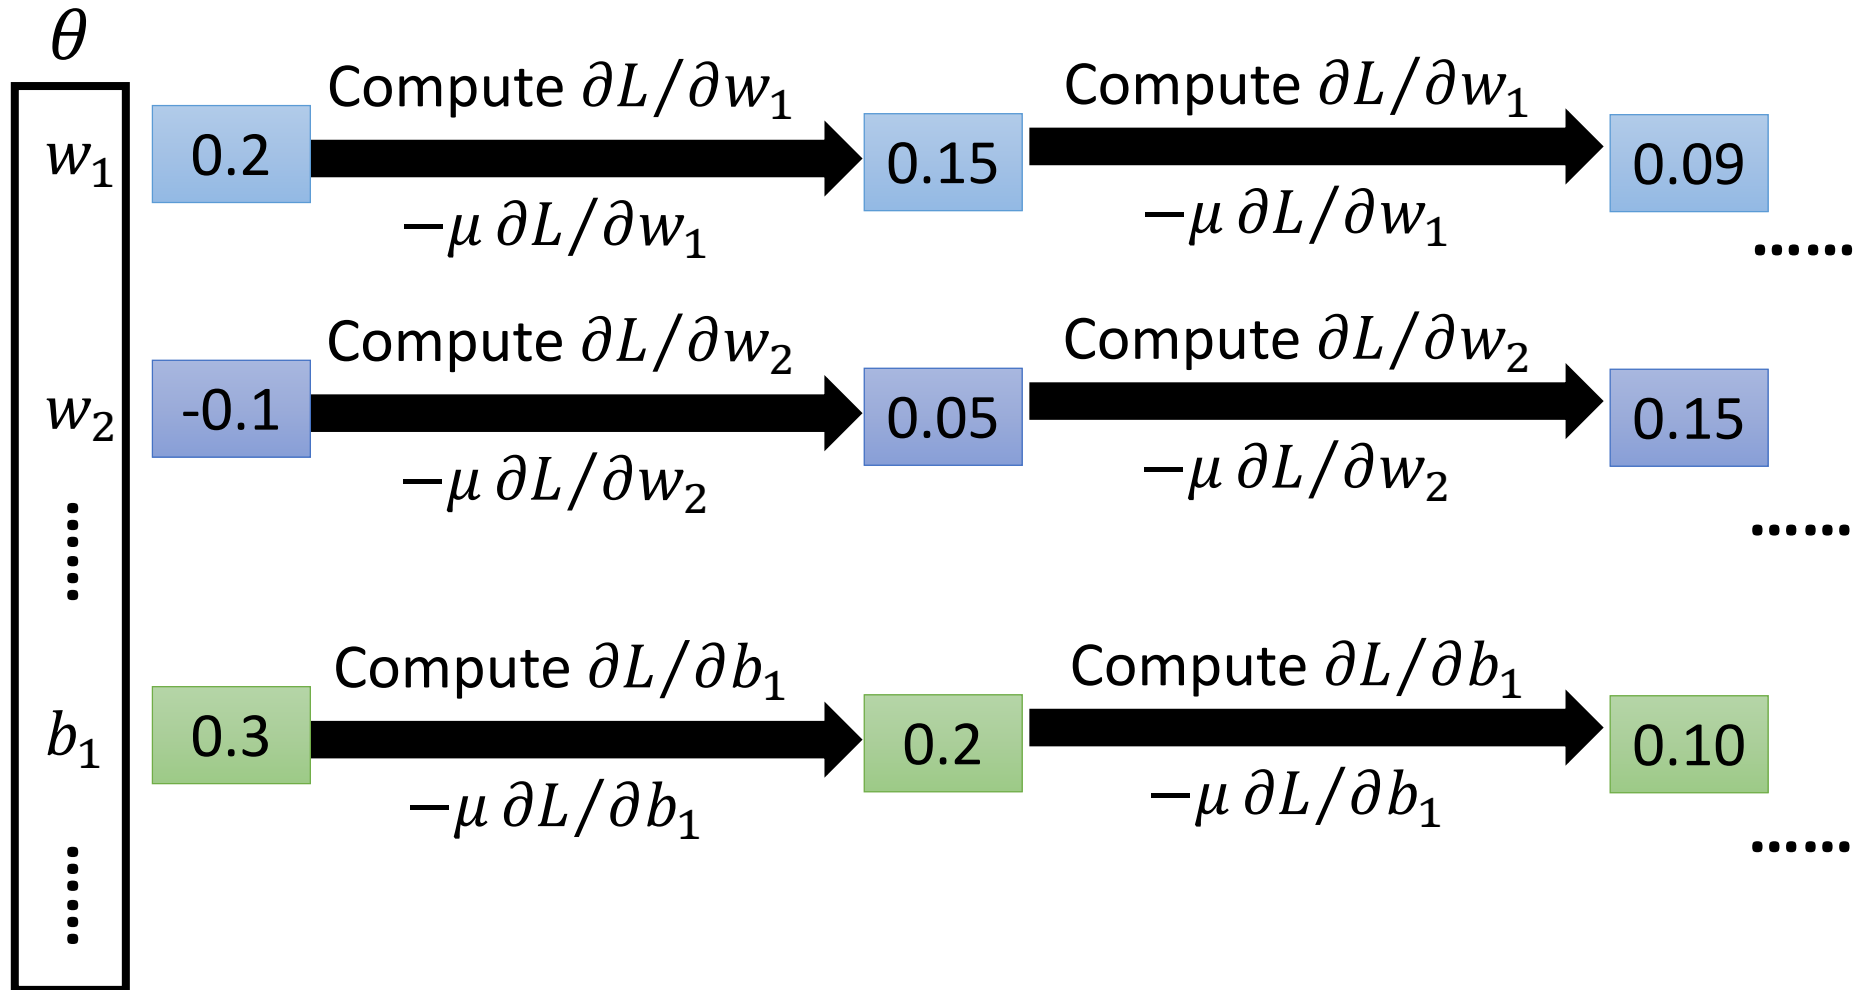 θ
Compute ∂L/∂w₁ Compute ∂L/∂w₁
w₁ 0.2 0.15 0.09
−μ ∂L/∂w₁ −μ ∂L/∂w₁
……
Compute ∂L/∂w₂ Compute ∂L/∂w₂
w₂ -0.1 0.05 0.15
−μ ∂L/∂w₂ −μ ∂L/∂w₂
…… ……
Compute ∂L/∂b₁ Compute ∂L/∂b₁
b₁ 0.3 0.2 0.10
−μ ∂L/∂b₁ −μ ∂L/∂b₁
…… ……